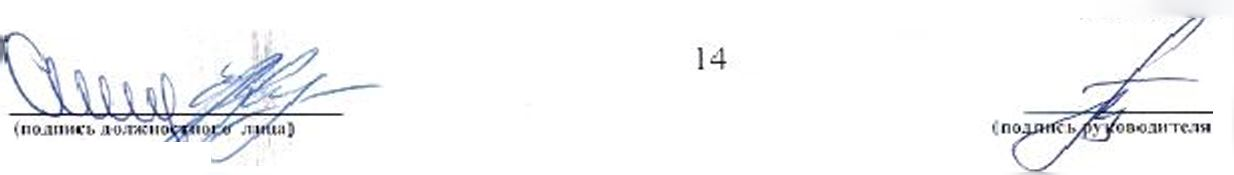 14
(подпись должностного лица) (подпись руководителя